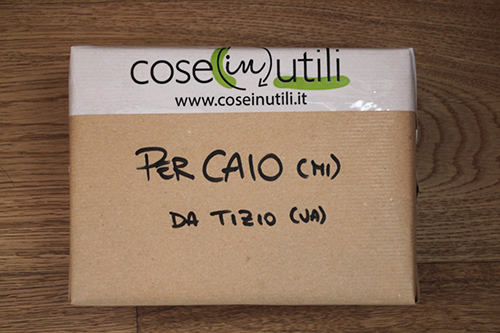 cose(in)utili
www.coseinutili.it
PER CAIO (MI)
DA TIZIO (VA)